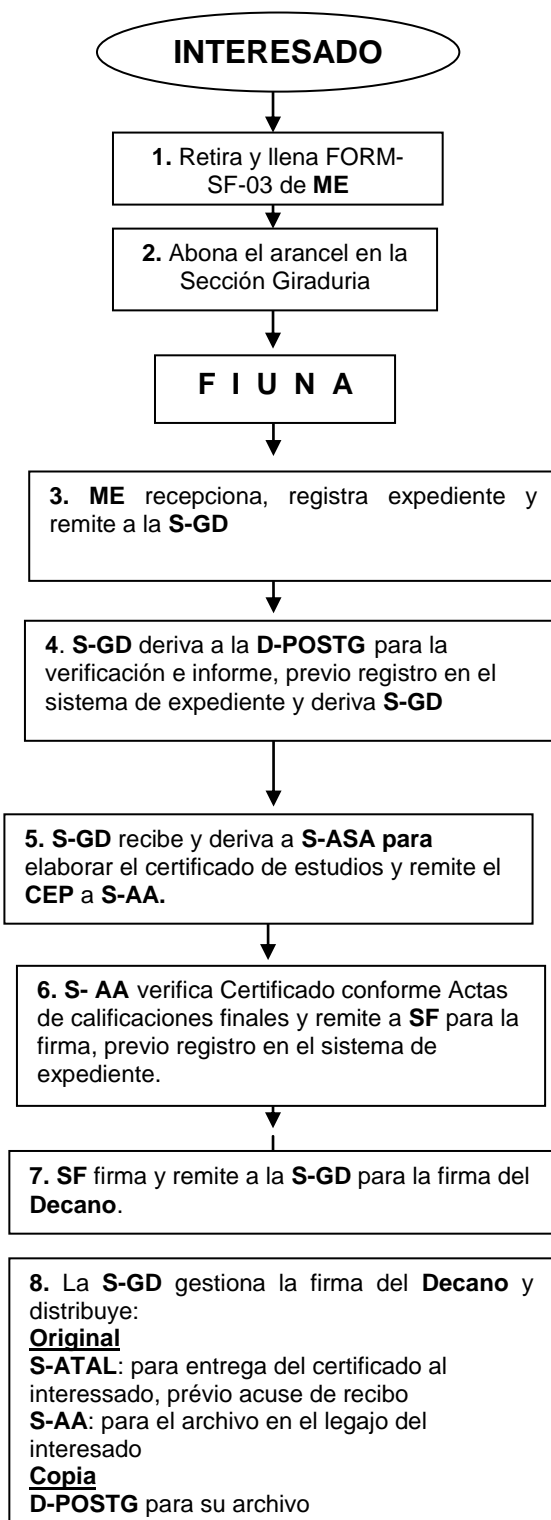 INTERESADO
1. Retira y llena FORM-
SF-03 de ME
2. Abona el arancel en la
Sección Giraduria
F I U N A
3. ME recepciona, registra expediente y
remite a la S-GD
4. S-GD deriva a la D-POSTG para la
verificación e informe, previo registro en el
sistema de expediente y deriva S-GD
5. S-GD recibe y deriva a S-ASA para
elaborar el certificado de estudios y remite el
CEP a S-AA.
6. S- AA verifica Certificado conforme Actas
de calificaciones finales y remite a SF para la
firma, previo registro en el sistema de
expediente.
7. SF firma y remite a la S-GD para la firma del
Decano.
8. La S-GD gestiona la firma del Decano y
distribuye:
Original
S-ATAL: para entrega del certificado al
interessado, prévio acuse de recibo
S-AA: para el archivo en el legajo del
interesado
Copia
D-POSTG para su archivo